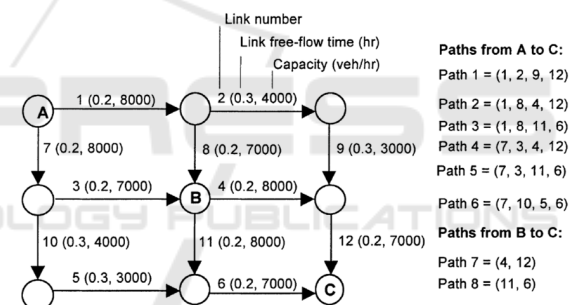 Link number
Link free-flow time (hr)
Capacity (veh/hr)
A
1 (0.2, 8000)
2 (0.3, 4000)
7 (0.2, 8000)
8 (0.2, 7000)
9 (0.3, 3000)
3 (0.2, 7000)
B
4 (0.2, 8000)
10 (0.3, 4000)
11 (0.2, 8000)
12 (0.2, 7000)
5 (0.3, 3000)
6 (0.2, 7000)
C
Paths from A to C:
Path 1 = (1, 2, 9, 12)
Path 2 = (1, 8, 4, 12)
Path 3 = (1, 8, 11, 6)
Path 4 = (7, 3, 4, 12)
Path 5 = (7, 3, 11, 6)
Path 6 = (7, 10, 5, 6)
Paths from B to C:
Path 7 = (4, 12)
Path 8 = (11, 6)
PRESS
OLOGY PUBLICATIONS